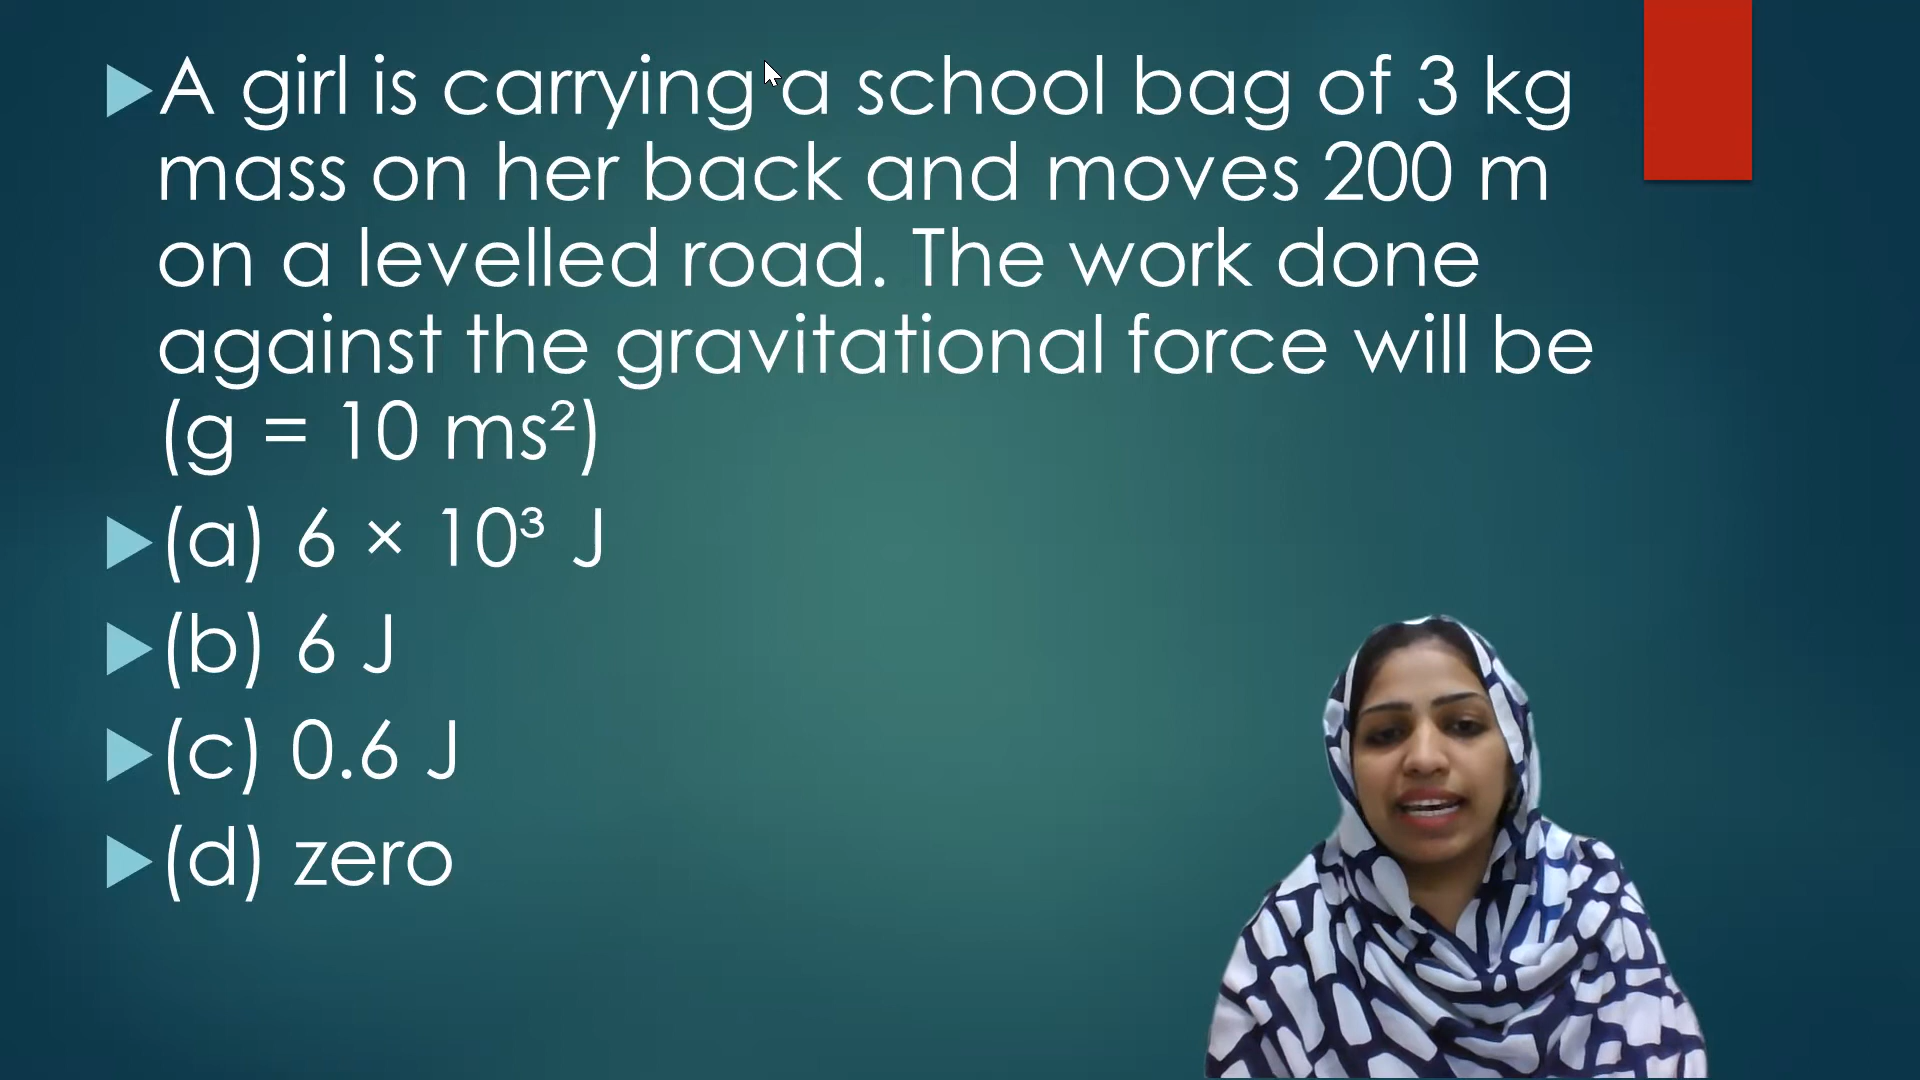 A girl is carrying a school bag of 3 kg
mass on her back and moves 200 m
on a levelled road. The work done
against the gravitational force will be
(g = 10 ms²)
(a) 6 × 10³ J
(b) 6 J
(c) 0.6 J
(d) zero